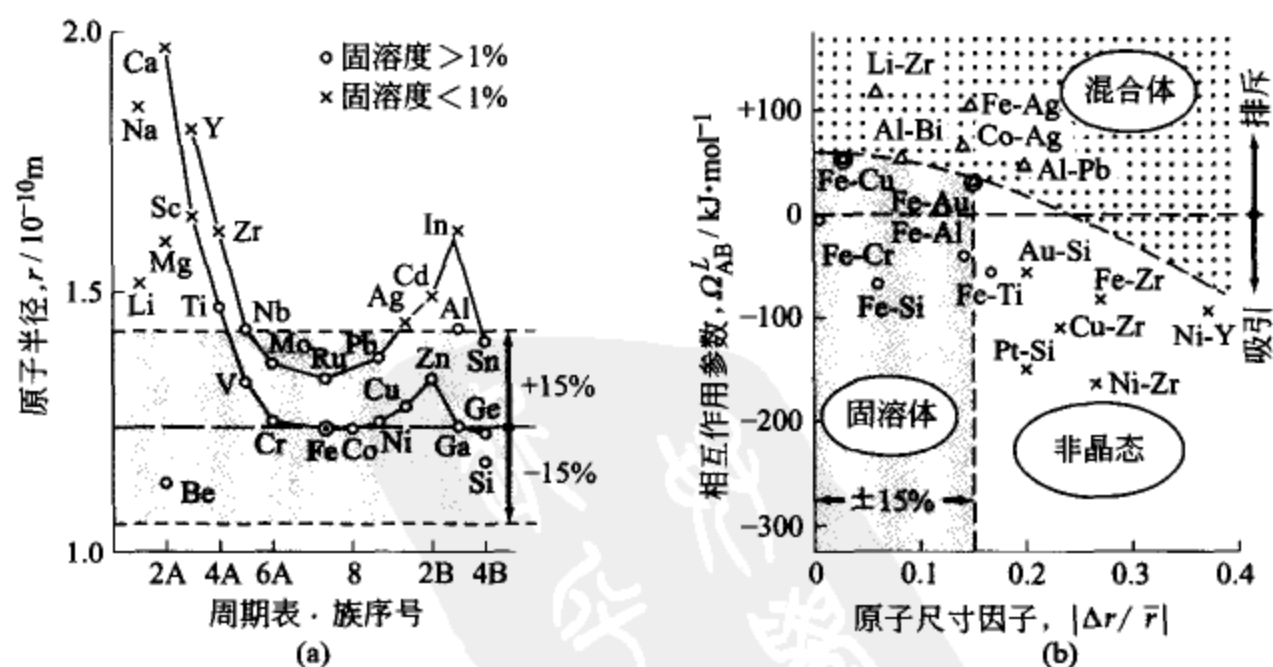 2.0
Ca
○ 固溶度>1%
× 固溶度<1%
Na
Y
Sc
Zr
Mg
In
Li
Ti
Nb
Ag
Cd
Al
Mo
Ru
Pb
Sn
V
Cu
Zn
+15%
Cr
Fe
Co
Ni
Ga
Ge
Be
Si
-15%
1.5
1.0
2A
4A
6A
8
2B
4B
原子半径,r/10⁻¹⁰m
周期表·族序号
(a)
Li-Zr
混合体
排斥
Fe-Ag
Al-Bi
Co-Ag
Al-Pb
Fe-Cu
Fe-Au
Fe-Al
Au-Si
Fe-Cr
Fe-Ti
Fe-Zr
Fe-Si
Cu-Zr
Ni-Y
吸引
Pt-Si
Ni-Zr
固溶体
非晶态
±15%
+100
0
-100
-200
-300
0
0.1
0.2
0.3
0.4
相互作用参数,Ω_AB^L/kJ·mol⁻¹
原子尺寸因子, |Δr/r̄|
(b)